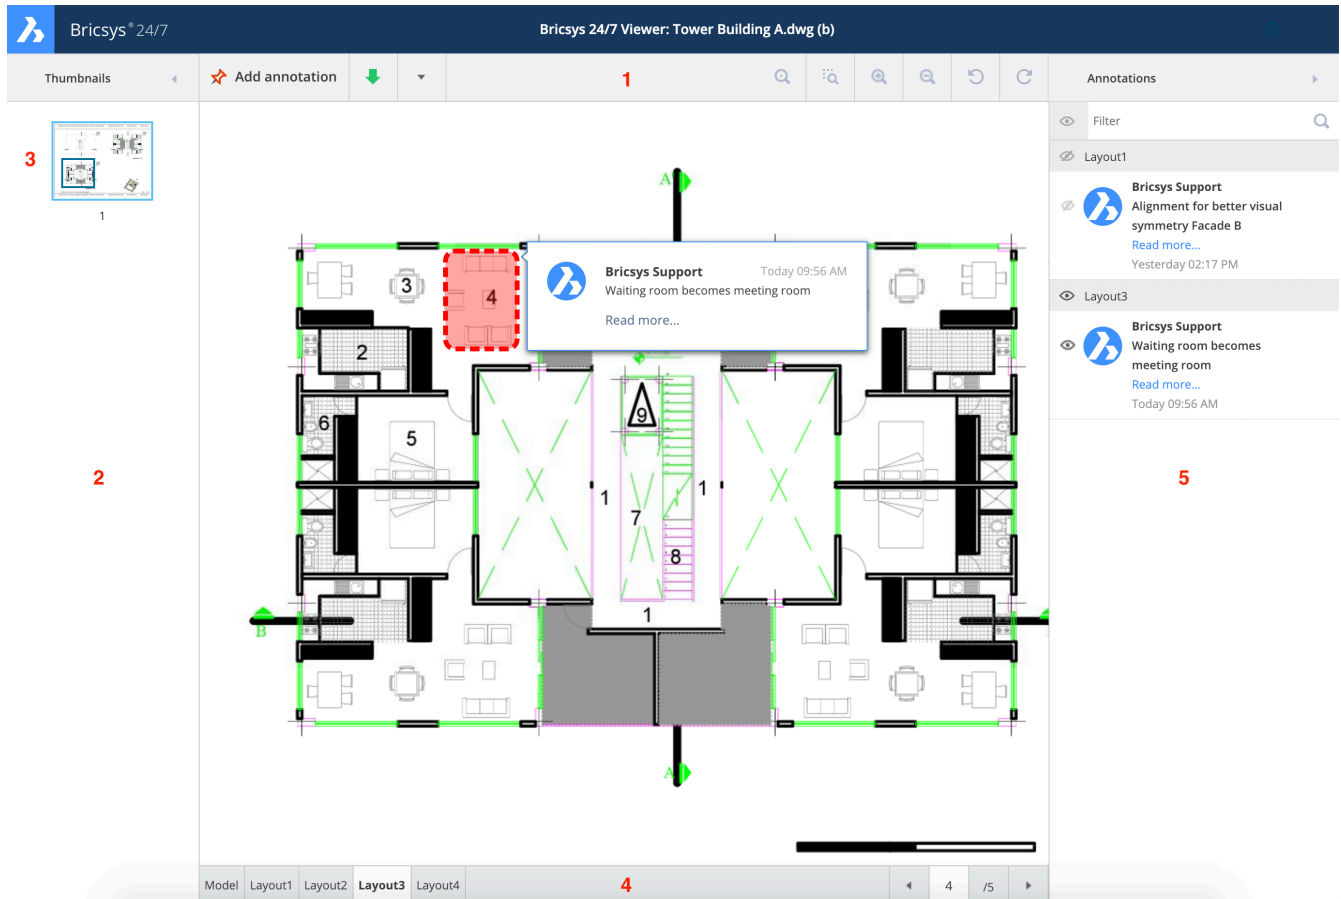 Bricsys® 24/7
Bricsys 24/7 Viewer: Tower Building A.dwg (b)
Thumbnails
Add annotation
1
Annotations
Filter
3
1
Layout1
Bricsys Support
Alignment for better visual
symmetry Facade B
Read more...
Yesterday 02:17 PM
Layout3
Bricsys Support
Waiting room becomes
meeting room
Read more...
Today 09:56 AM
A
Bricsys Support Today 09:56 AM
Waiting room becomes meeting room
Read more...
3
4
2
9
6
5
2
1
1
7
8
5
1
B
A
Model Layout1 Layout2 Layout3 Layout4
4
4 /5